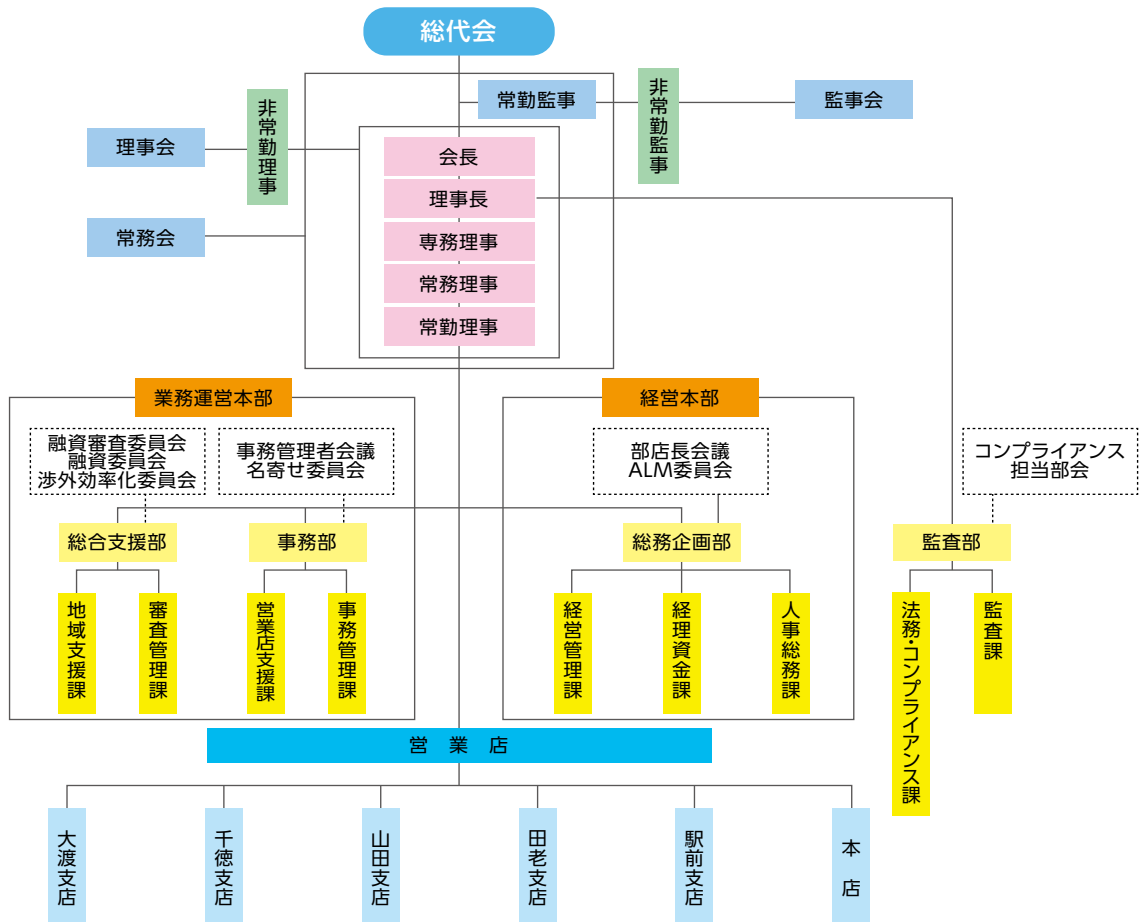 総代会
常勤監事
非常勤監事
監事会
非常勤理事
理事会
会長
理事長
常務会
専務理事
常務理事
常勤理事
業務運営本部
経営本部
融資審査委員会
融資委員会
渉外効率化委員会
事務管理者会議
名寄せ委員会
部店長会議
ALM委員会
コンプライアンス
担当部会
総合支援部
事務部
総務企画部
監査部
地域支援課
審査管理課
営業店支援課
事務管理課
経営管理課
経理資金課
人事総務課
法務・コンプライアンス課
監査課
営業店
大渡支店
千徳支店
山田支店
田老支店
駅前支店
本店